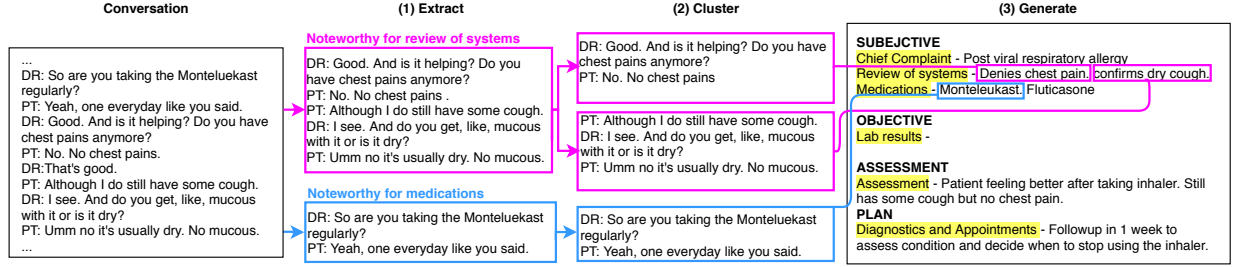 Conversation
...
DR: So are you taking the Monteluekast
regularly?
PT: Yeah, one everyday like you said.
DR: Good. And is it helping? Do you have
chest pains anymore?
PT: No. No chest pains.
DR:That's good.
PT: Although I do still have some cough.
DR: I see. And do you get, like, mucous
with it or is it dry?
PT: Umm no it's usually dry. No mucous.
...
(1) Extract
Noteworthy for review of systems
DR: Good. And is it helping? Do you
have chest pains anymore?
PT: No. No chest pains .
PT: Although I do still have some cough.
DR: I see. And do you get, like, mucous
with it or is it dry?
PT: Umm no it's usually dry. No mucous.
Noteworthy for medications
DR: So are you taking the Monteluekast
regularly?
PT: Yeah, one everyday like you said.
(2) Cluster
DR: Good. And is it helping? Do you have
chest pains anymore?
PT: No. No chest pains
PT: Although I do still have some cough.
DR: I see. And do you get, like, mucous
with it or is it dry?
PT: Umm no it's usually dry. No mucous.
DR: So are you taking the Monteluekast
regularly?
PT: Yeah, one everyday like you said.
(3) Generate
SUBEJCTIVE
Chief Complaint - Post viral respiratory allergy
Review of systems - Denies chest pain. confirms dry cough.
Medications - Monteleukast. Fluticasone
OBJECTIVE
Lab results -
ASSESSMENT
Assessment - Patient feeling better after taking inhaler. Still
has some cough but no chest pain.
PLAN
Diagnostics and Appointments - Followup in 1 week to
assess condition and decide when to stop using the inhaler.